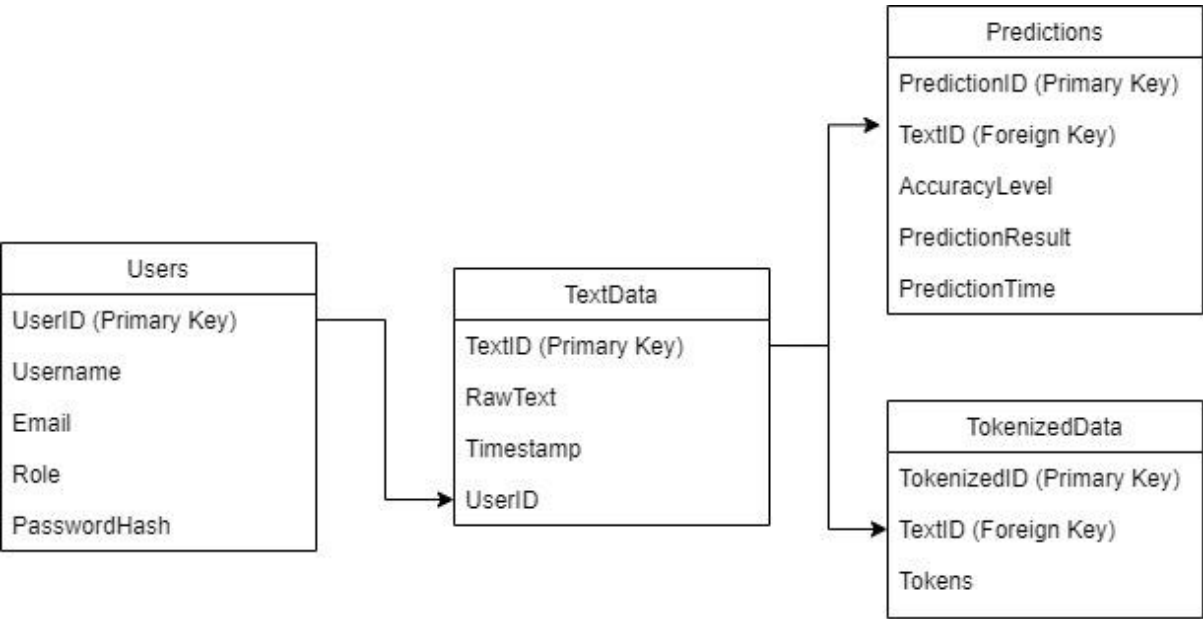 Users
UserID (Primary Key)
Username
Email
Role
PasswordHash
TextData
TextID (Primary Key)
RawText
Timestamp
UserID
Predictions
PredictionID (Primary Key)
TextID (Foreign Key)
AccuracyLevel
PredictionResult
PredictionTime
TokenizedData
TokenizedID (Primary Key)
TextID (Foreign Key)
Tokens